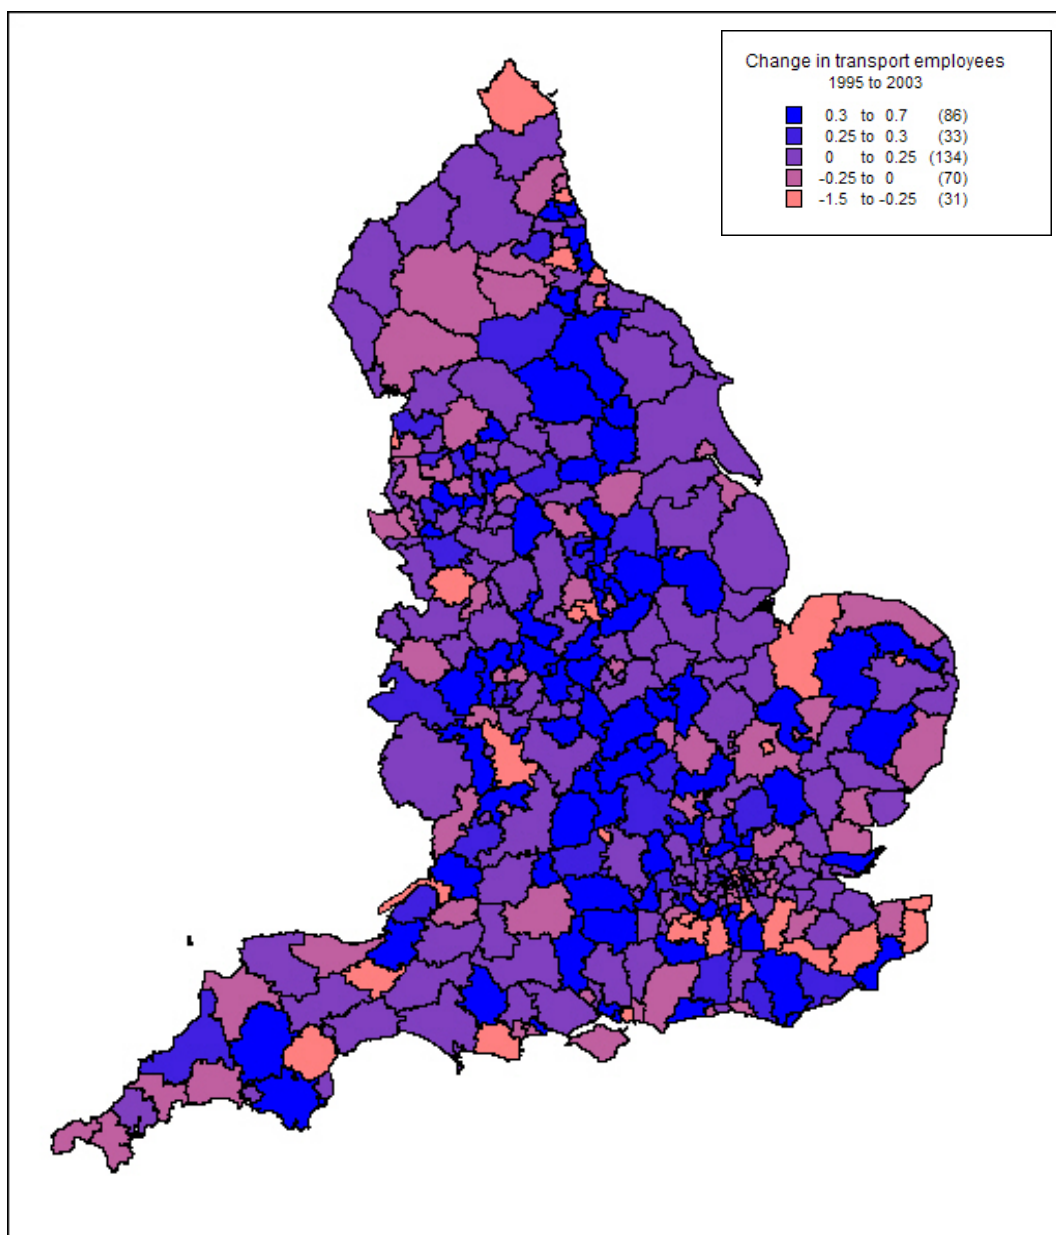 Change in transport employees
1995 to 2003
0.3 to 0.7 (86)
0.25 to 0.3 (33)
0 to 0.25 (134)
-0.25 to 0 (70)
-1.5 to -0.25 (31)